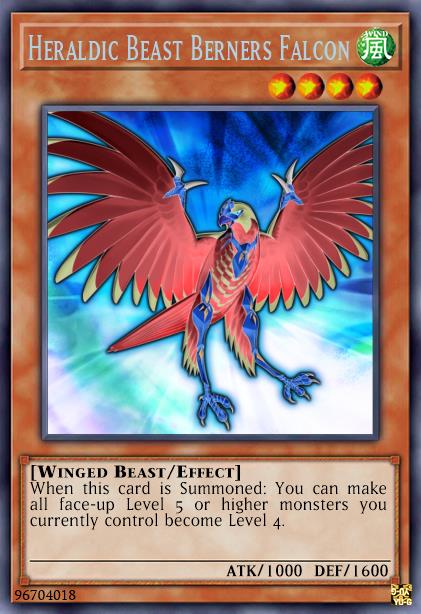 Heraldic Beast Berners Falcon
WIND
風
[Winged Beast/Effect]
When this card is Summoned: You can make
all face-up Level 5 or higher monsters you
currently control become Level 4.
ATK/1000 DEF/1600
96704018